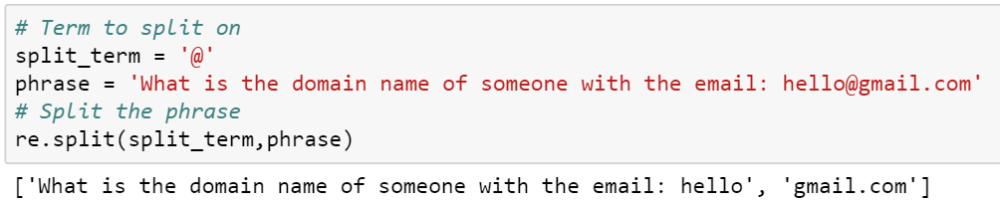 # Term to split on
split_term = '@'
phrase = 'What is the domain name of someone with the email: hello@gmail.com'
# Split the phrase
re.split(split_term,phrase)
['What is the domain name of someone with the email: hello', 'gmail.com']